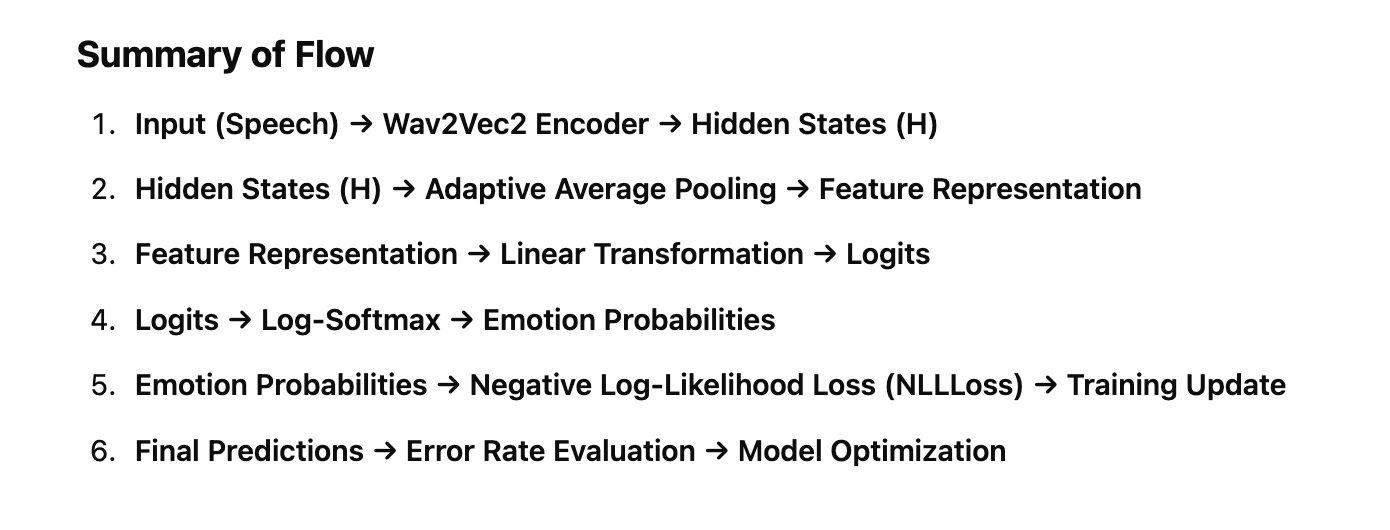 Summary of Flow
1. Input (Speech) → Wav2Vec2 Encoder → Hidden States (H)
2. Hidden States (H) → Adaptive Average Pooling → Feature Representation
3. Feature Representation → Linear Transformation → Logits
4. Logits → Log-Softmax → Emotion Probabilities
5. Emotion Probabilities → Negative Log-Likelihood Loss (NLLLoss) → Training Update
6. Final Predictions → Error Rate Evaluation → Model Optimization